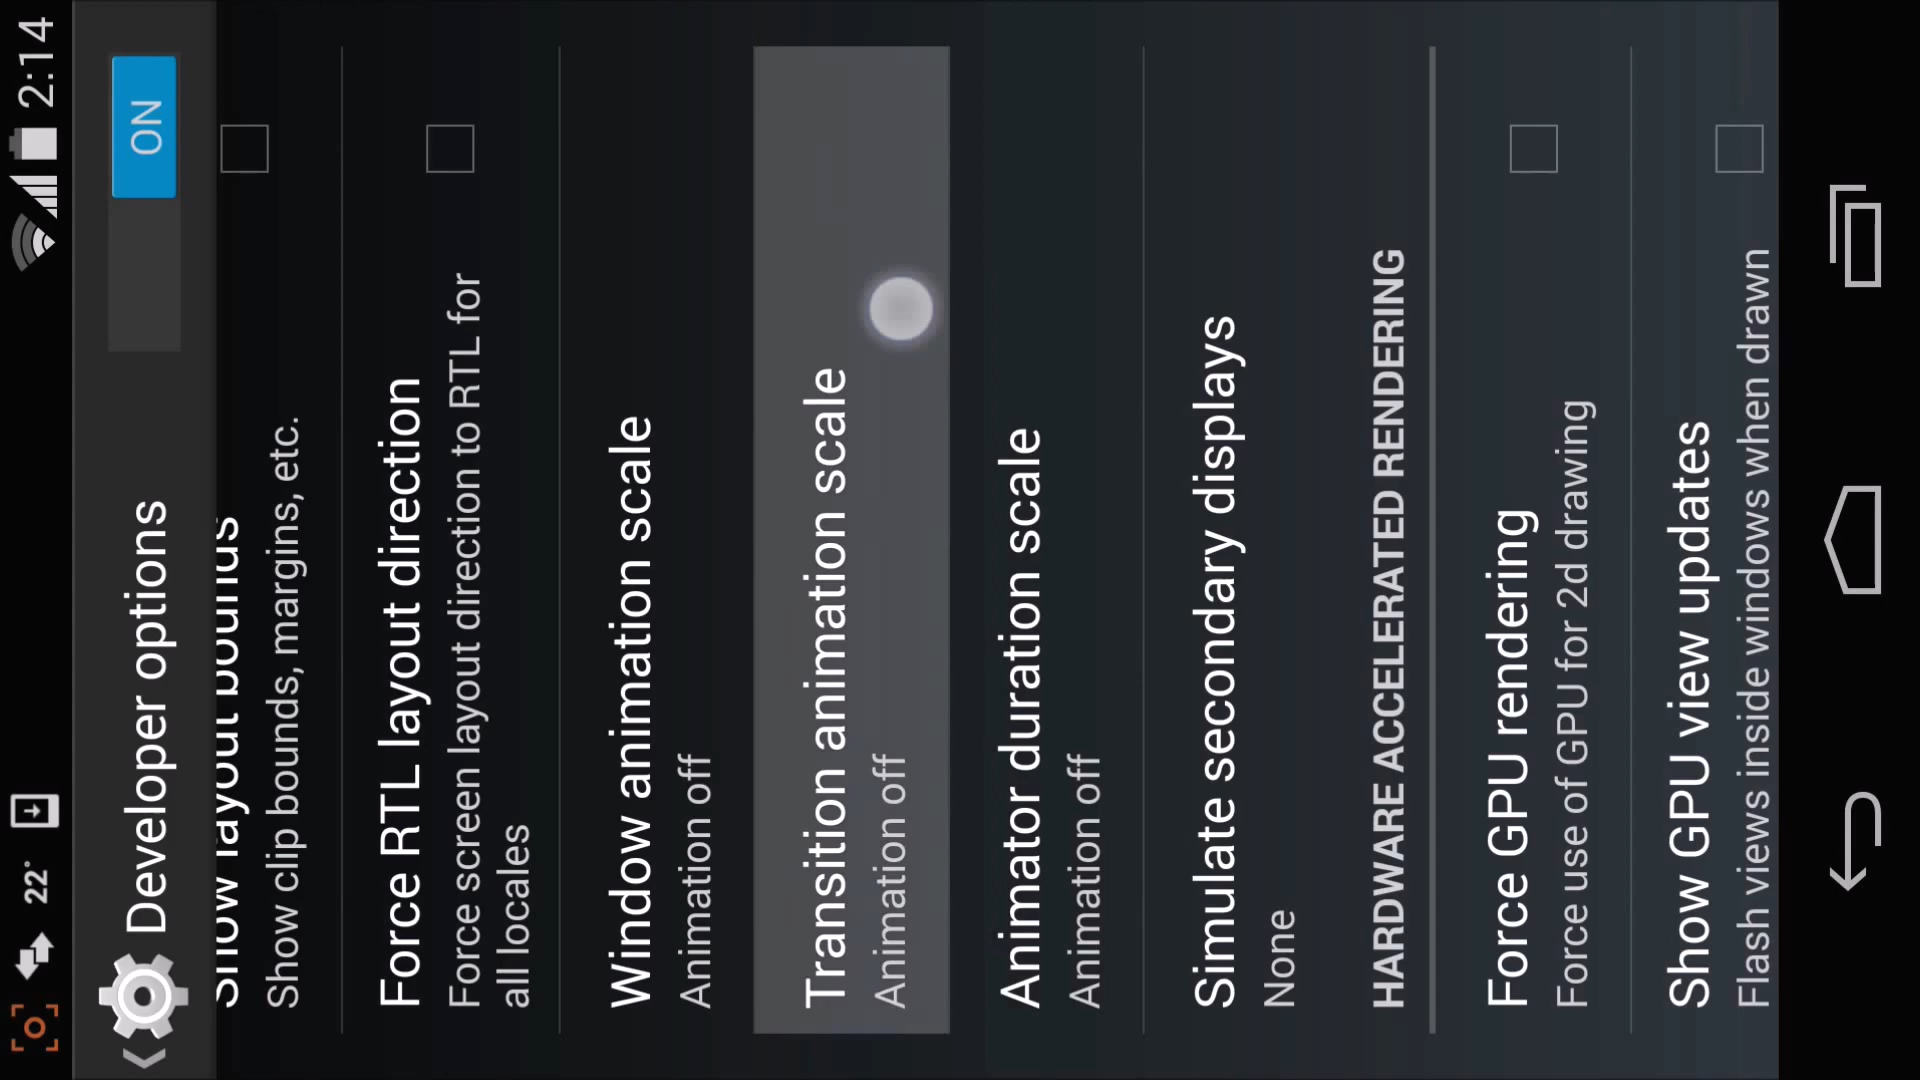 22°
2:14
Developer options
ON
Show layout bounds
Show clip bounds, margins, etc.
Force RTL layout direction
Force screen layout direction to RTL for
all locales
Window animation scale
Animation off
Transition animation scale
Animation off
Animator duration scale
Animation off
Simulate secondary displays
None
HARDWARE ACCELERATED RENDERING
Force GPU rendering
Force use of GPU for 2d drawing
Show GPU view updates
Flash views inside windows when drawn